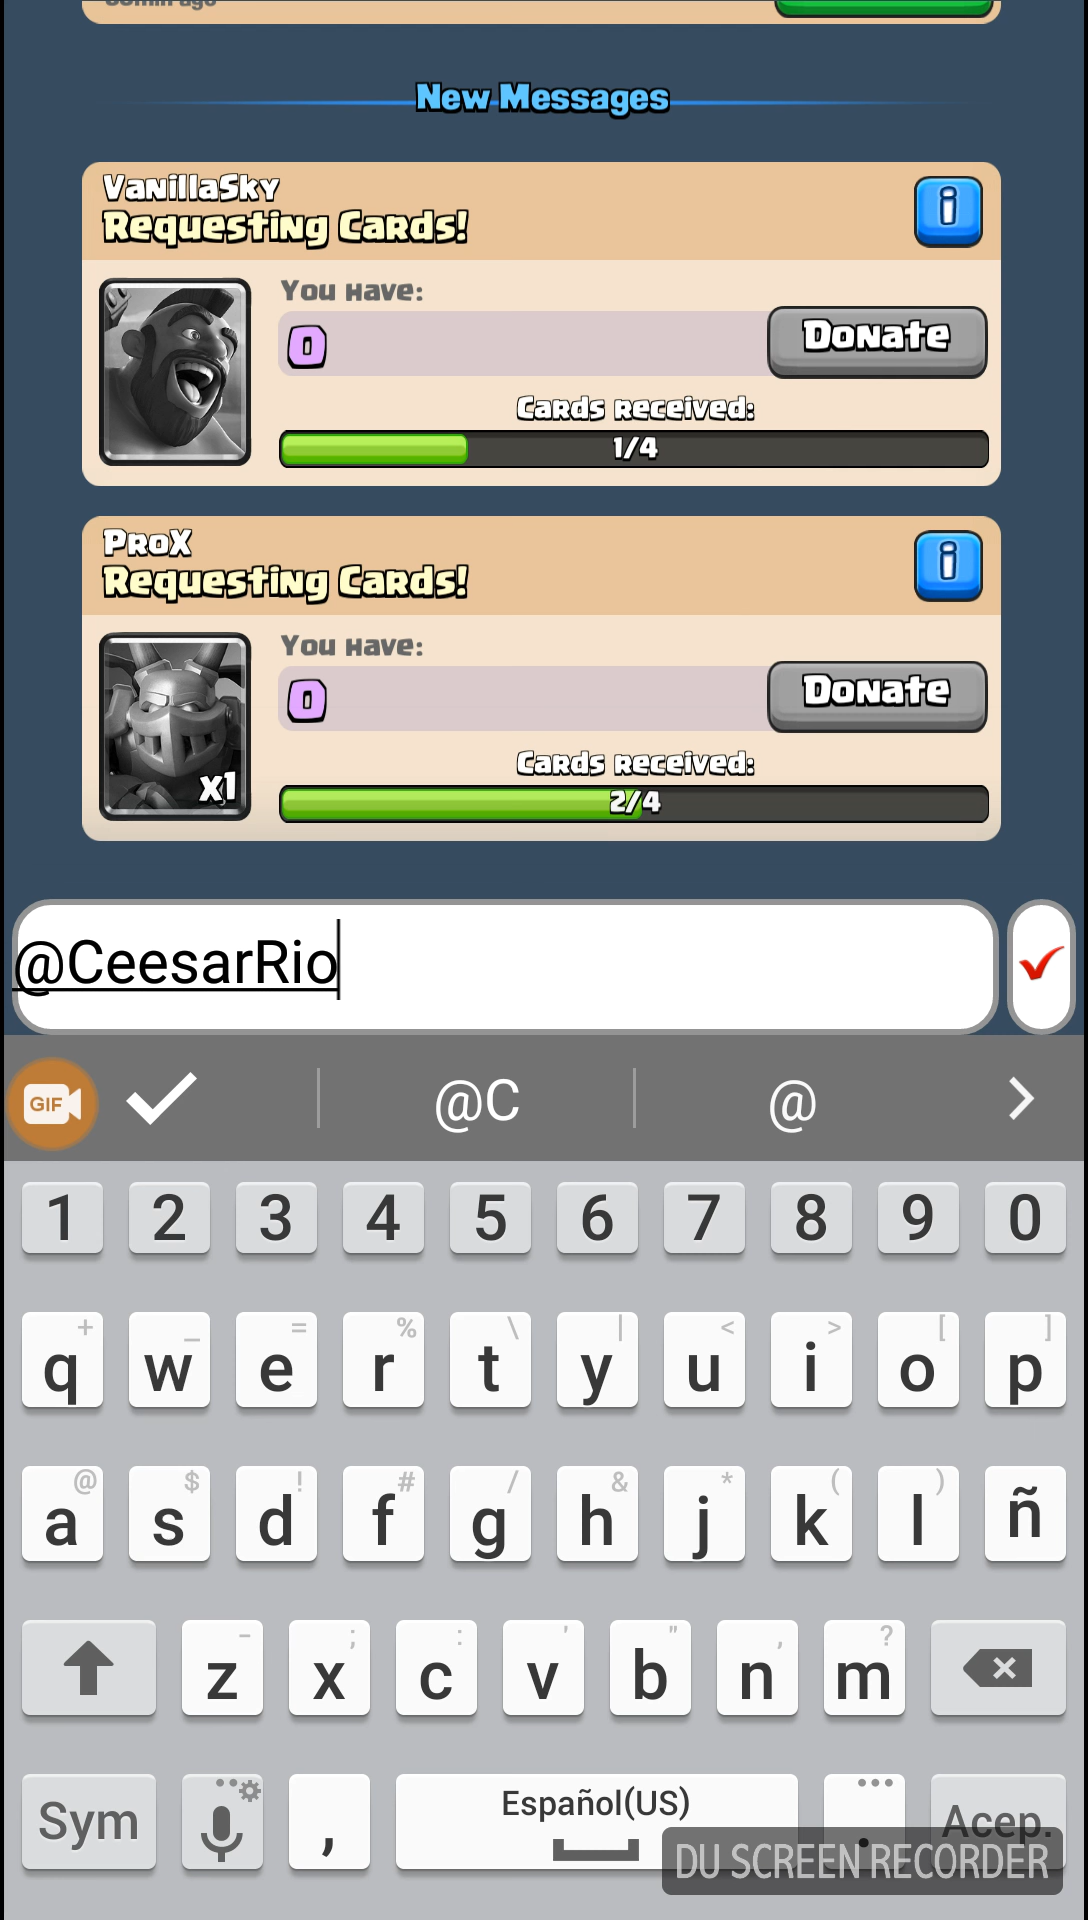 30min ago
New Messages
VanillaSky
Requesting Cards!
i
You have:
0
Donate
Cards received:
1/4
ProX
Requesting Cards!
i
You have:
0
Donate
x1
Cards received:
2/4
@CeesarRio
GIF
@C
@
1 2 3 4 5 6 7 8 9 0
+ _ = % \ | < > [ ]
q w e r t y u i o p
@ $ ! # / & * ( )
a s d f g h j k l ñ
- ; : ' " , ?
z x c v b n m
Sym , Español(US) . Acep.
DU SCREEN RECORDER